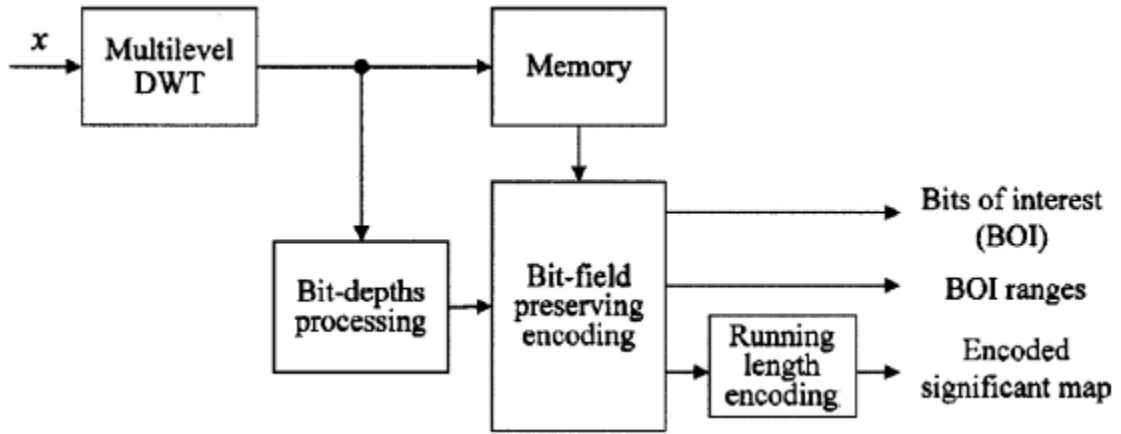 x
Multilevel
DWT
Memory
Bit-depths
processing
Bit-field
preserving
encoding
Bits of interest
(BOI)
BOI ranges
Running
length
encoding
Encoded
significant map